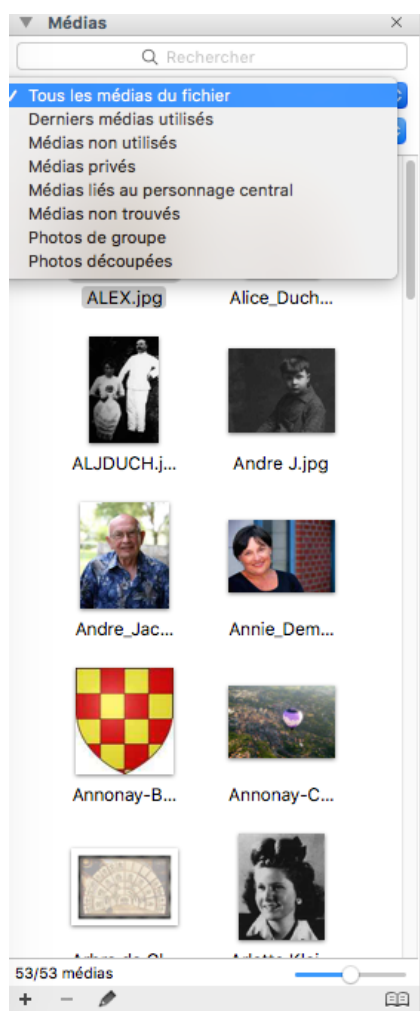 Médias
Rechercher
Tous les médias du fichier
Derniers médias utilisés
Médias non utilisés
Médias privés
Médias liés au personnage central
Médias non trouvés
Photos de groupe
Photos découpées
ALEX.jpg
Alice_Duch...
ALJDUCH.j...
Andre J.jpg
Andre_Jac...
Annie_Dem...
Annonay-B...
Annonay-C...
53/53 médias